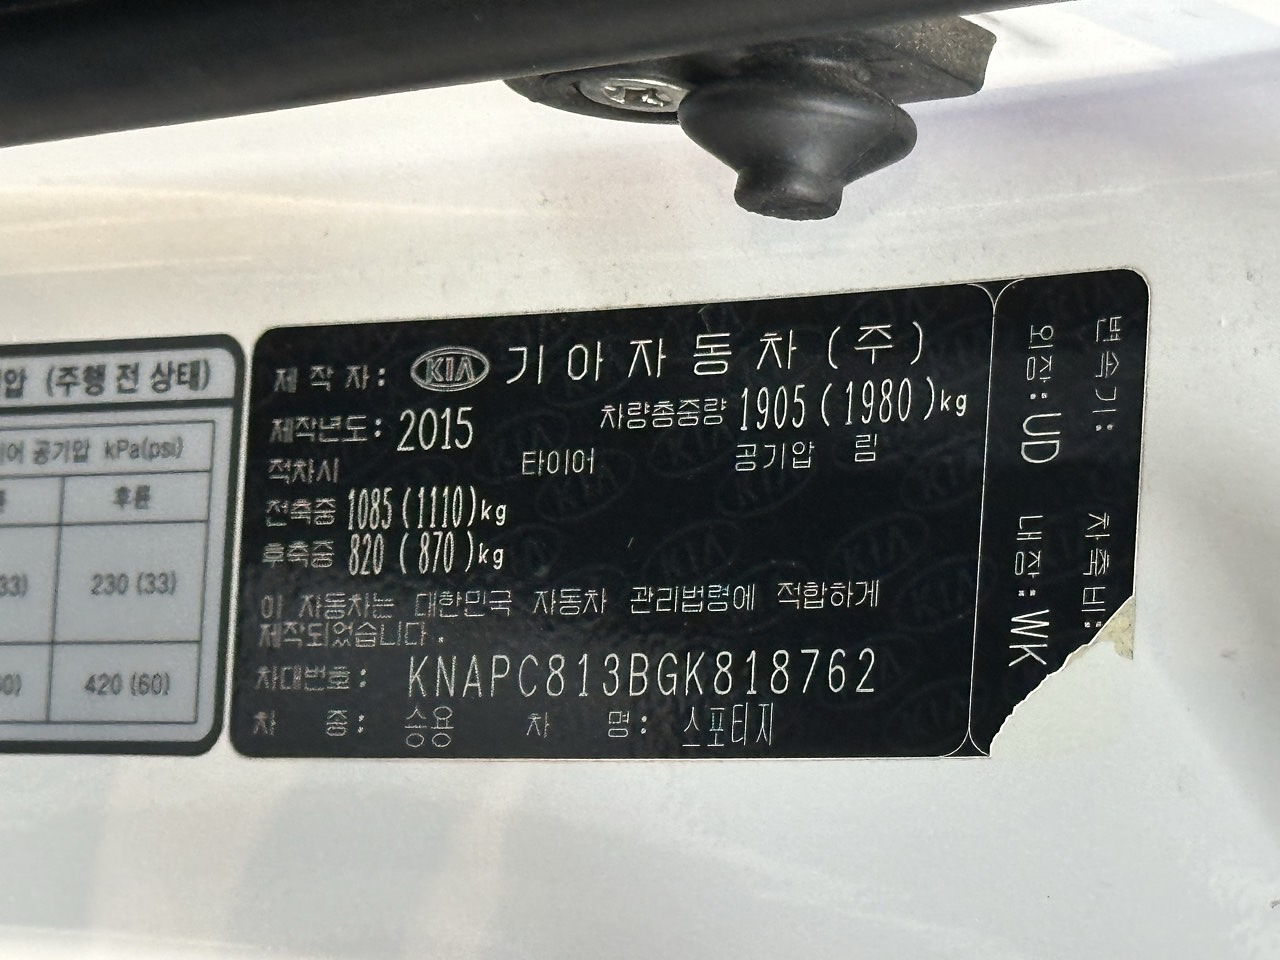 압 (주행 전 상태)
어 공기압 kPa(psi)
후륜
33) 230 (33)
420 (60)
제 작 자: KIA 기 아 자 동 차 (주)
제작년도: 2015 차량총중량 1905 (1980)kg
적차시 타이어 공기압 림
전축중 1085 (1110)kg
후축중 820 (870)kg
이 자동차는 대한민국 자동차 관리법령에 적합하게
제작되었습니다.
차대번호: KNAPC813BGK818762
차 종: 승용 차 명: 스포티지
변속기: 차축비:
외장:UD 내장:WK